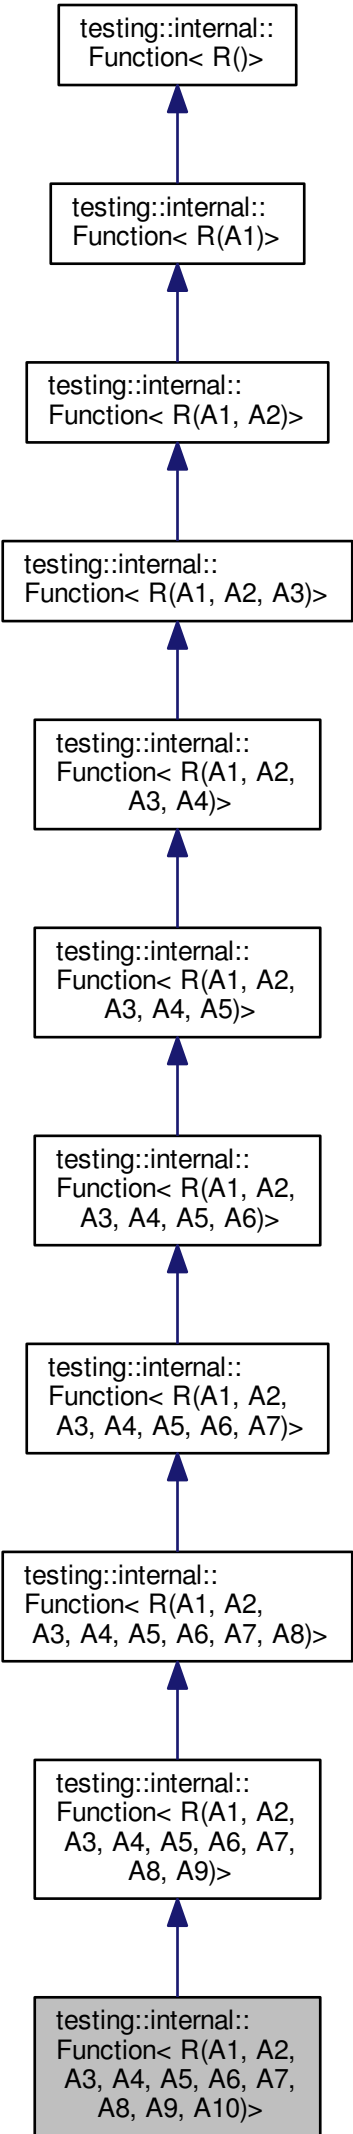 testing::internal::
Function< R()>
testing::internal::
Function< R(A1)>
testing::internal::
Function< R(A1, A2)>
testing::internal::
Function< R(A1, A2, A3)>
testing::internal::
Function< R(A1, A2,
A3, A4)>
testing::internal::
Function< R(A1, A2,
A3, A4, A5)>
testing::internal::
Function< R(A1, A2,
A3, A4, A5, A6)>
testing::internal::
Function< R(A1, A2,
A3, A4, A5, A6, A7)>
testing::internal::
Function< R(A1, A2,
A3, A4, A5, A6, A7, A8)>
testing::internal::
Function< R(A1, A2,
A3, A4, A5, A6, A7,
A8, A9)>
testing::internal::
Function< R(A1, A2,
A3, A4, A5, A6, A7,
A8, A9, A10)>